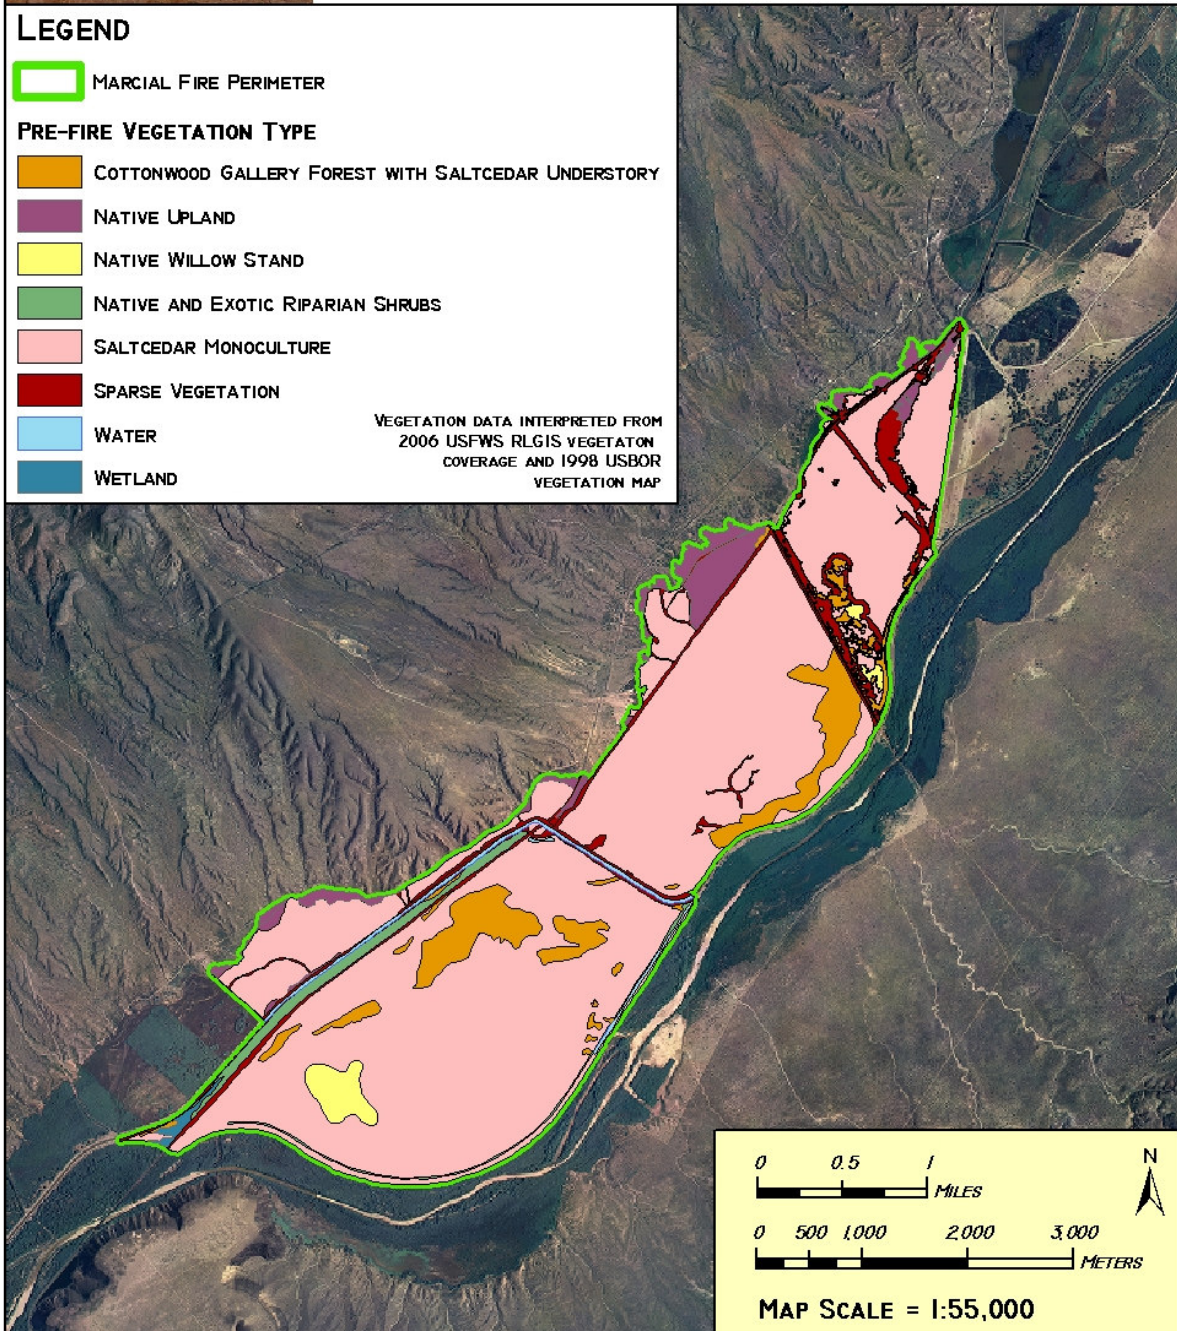 LEGEND
MARCIAL FIRE PERIMETER
PRE-FIRE VEGETATION TYPE
COTTONWOOD GALLERY FOREST WITH SALTCEDAR UNDERSTORY
NATIVE UPLAND
NATIVE WILLOW STAND
NATIVE AND EXOTIC RIPARIAN SHRUBS
SALTCEDAR MONOCULTURE
SPARSE VEGETATION
WATER
WETLAND
VEGETATION DATA INTERPRETED FROM
2006 USFWS RLGIS VEGETATON
COVERAGE AND 1998 USBOR
VEGETATION MAP
0 0.5 1
MILES
N
0 500 1,000 2,000 3,000
METERS
MAP SCALE = 1:55,000